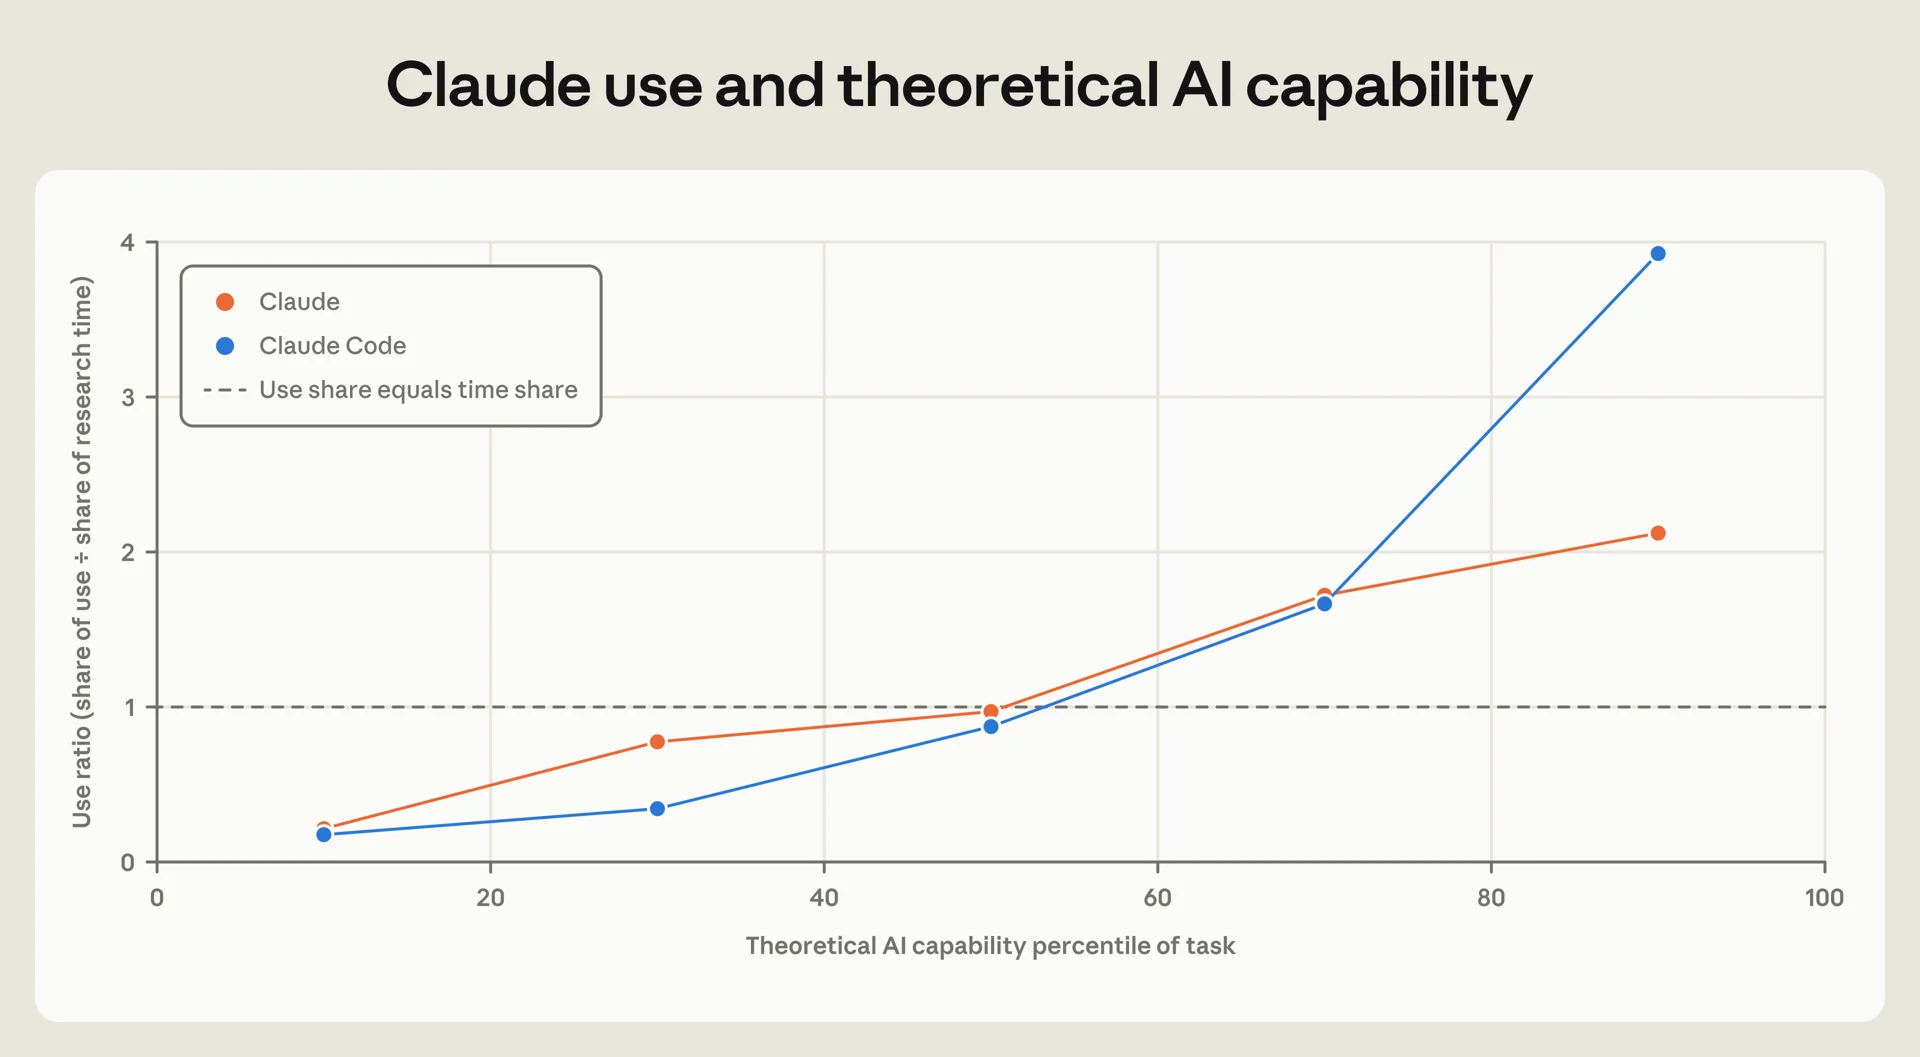 Claude use and theoretical AI capability
Use ratio (share of use ÷ share of research time)
4
3
2
1
0
Claude
Claude Code
Use share equals time share
0
20
40
60
80
100
Theoretical AI capability percentile of task